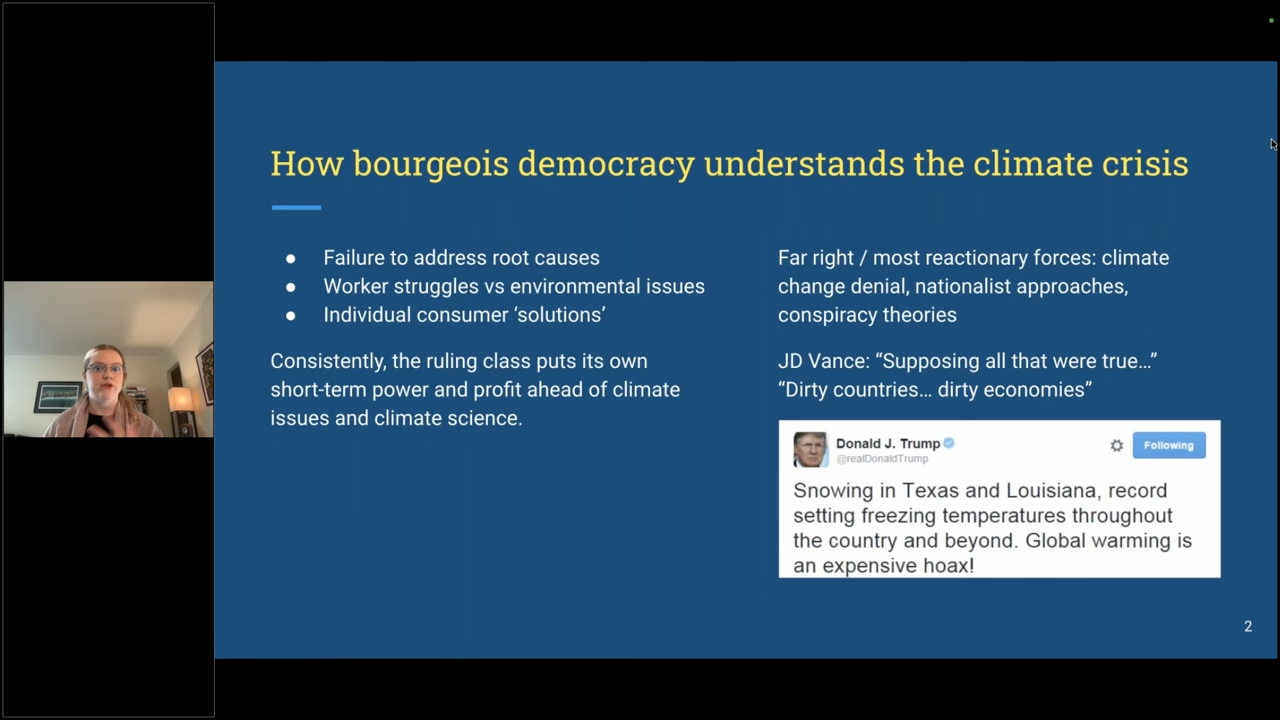 How bourgeois democracy understands the climate crisis
● Failure to address root causes
● Worker struggles vs environmental issues
● Individual consumer ‘solutions’
Consistently, the ruling class puts its own
short-term power and profit ahead of climate
issues and climate science.
Far right / most reactionary forces: climate
change denial, nationalist approaches,
conspiracy theories
JD Vance: “Supposing all that were true…”
“Dirty countries… dirty economies”
Donald J. Trump
@realDonaldTrump
Following
Snowing in Texas and Louisiana, record
setting freezing temperatures throughout
the country and beyond. Global warming is
an expensive hoax!
2